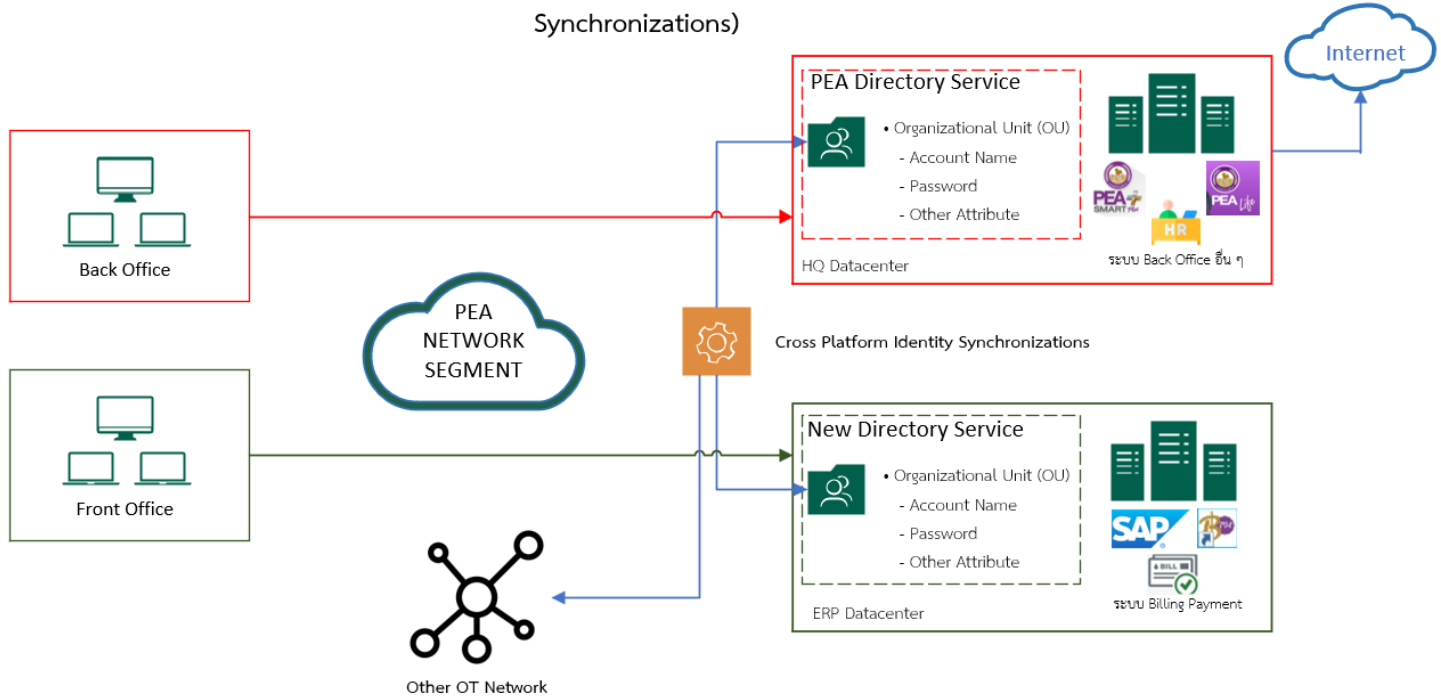 Synchronizations)
Internet
PEA Directory Service
• Organizational Unit (OU)
- Account Name
- Password
- Other Attribute
PEA
SMART Plus
PEA Life
HR
ระบบ Back Office อื่น ๆ
HQ Datacenter
Back Office
PEA
NETWORK
SEGMENT
Cross Platform Identity Synchronizations
Front Office
New Directory Service
• Organizational Unit (OU)
- Account Name
- Password
- Other Attribute
SAP
BILL
ระบบ Billing Payment
ERP Datacenter
Other OT Network